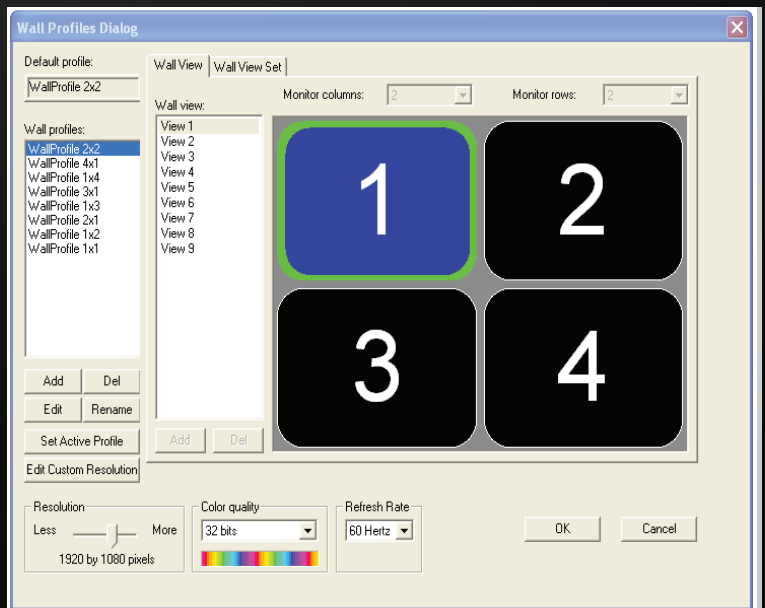 Wall Profiles Dialog
Default profile:
WallProfile 2x2
Wall profiles:
WallProfile 2x2
WallProfile 4x1
WallProfile 1x4
WallProfile 3x1
WallProfile 1x3
WallProfile 2x1
WallProfile 1x2
WallProfile 1x1
Add Del
Edit Rename
Set Active Profile
Edit Custom Resolution
Wall View Wall View Set
Wall view:
View 1
View 2
View 3
View 4
View 5
View 6
View 7
View 8
View 9
Add Del
Monitor columns: 2 Monitor rows: 2
1 2
3 4
Resolution
Less More
1920 by 1080 pixels
Color quality
32 bits
Refresh Rate
60 Hertz
OK Cancel